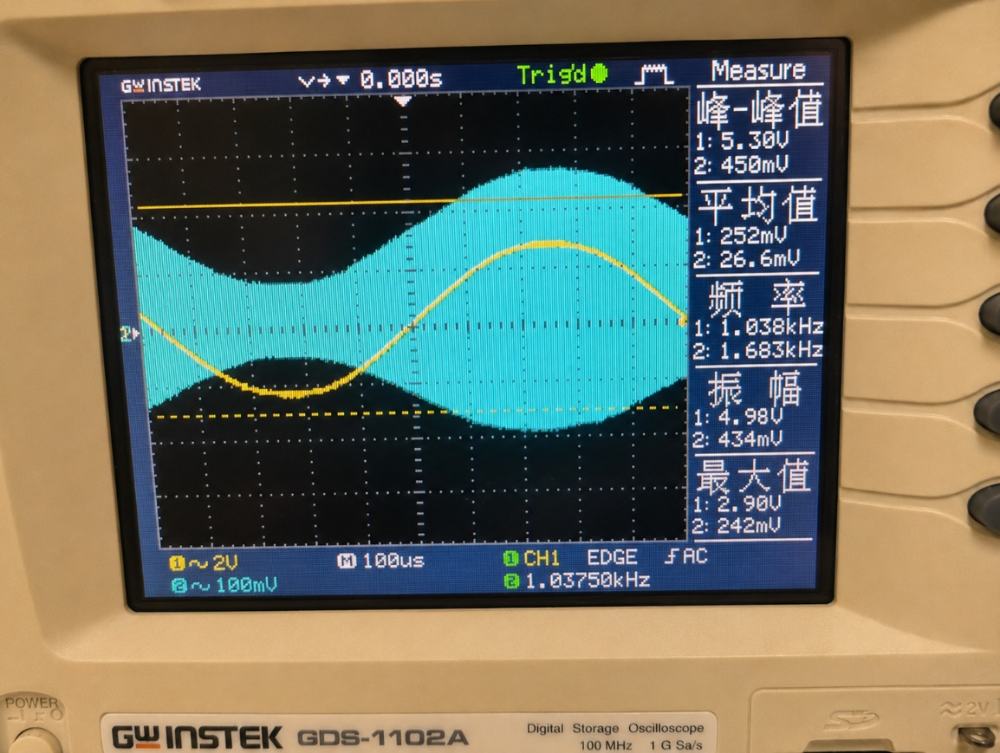 GW INSTEK
0.000s
Trig'd
Measure
峰-峰值
1: 5.30V
2: 450mV
平均值
1: 252mV
2: 26.6mV
频 率
1: 1.038kHz
2: 1.683kHz
振 幅
1: 4.98V
2: 434mV
最大值
1: 2.90V
2: 242mV
1 ~ 2V
M 100us
1 CH1 EDGE AC
2 ~ 100mV
2 1.03750kHz
POWER
GW INSTEK GDS-1102A
Digital Storage Oscilloscope
100 MHz 1 G Sa/s
≈2V